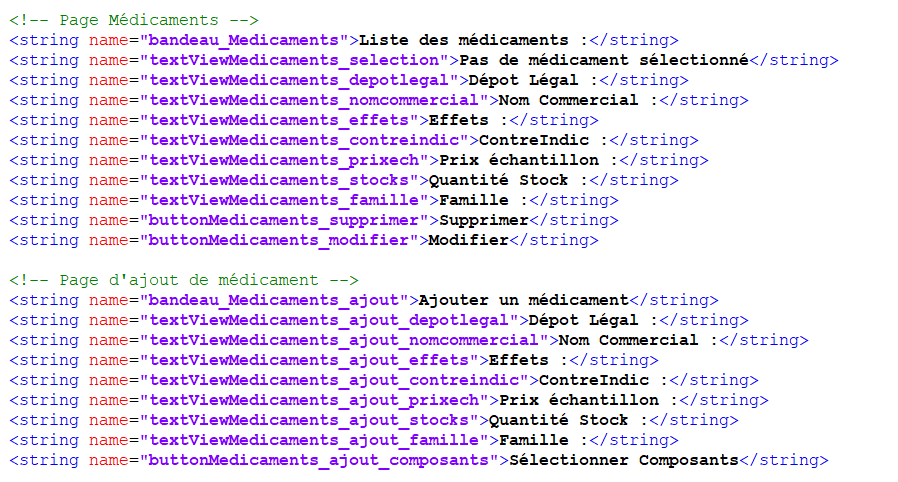 <!-- Page Médicaments -->
<string name="bandeau_Medicaments">Liste des médicaments :</string>
<string name="textViewMedicaments_selection">Pas de médicament sélectionné</string>
<string name="textViewMedicaments_depotlegal">Dépot Légal :</string>
<string name="textViewMedicaments_nomcommercial">Nom Commercial :</string>
<string name="textViewMedicaments_effets">Effets :</string>
<string name="textViewMedicaments_contreindic">ContreIndic :</string>
<string name="textViewMedicaments_prixech">Prix échantillon :</string>
<string name="textViewMedicaments_stocks">Quantité Stock :</string>
<string name="textViewMedicaments_famille">Famille :</string>
<string name="buttonMedicaments_supprimer">Supprimer</string>
<string name="buttonMedicaments_modifier">Modifier</string>
<!-- Page d'ajout de médicament -->
<string name="bandeau_Medicaments_ajout">Ajouter un médicament</string>
<string name="textViewMedicaments_ajout_depotlegal">Dépot Légal :</string>
<string name="textViewMedicaments_ajout_nomcommercial">Nom Commercial :</string>
<string name="textViewMedicaments_ajout_effets">Effets :</string>
<string name="textViewMedicaments_ajout_contreindic">ContreIndic :</string>
<string name="textViewMedicaments_ajout_prixech">Prix échantillon :</string>
<string name="textViewMedicaments_ajout_stocks">Quantité Stock :</string>
<string name="textViewMedicaments_ajout_famille">Famille :</string>
<string name="buttonMedicaments_ajout_composants">Sélectionner Composants</string>